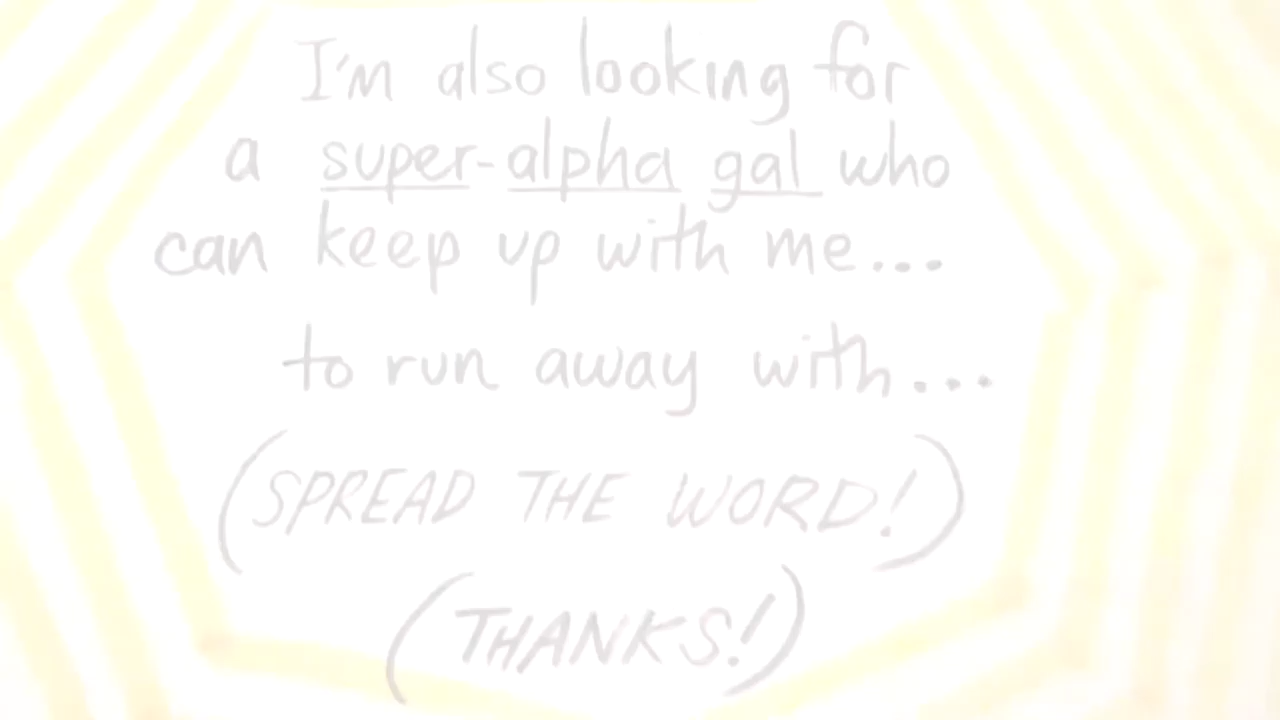 I'm also looking for
a super-alpha gal who
can keep up with me...
to run away with...
(SPREAD THE WORD!)
(THANKS!)